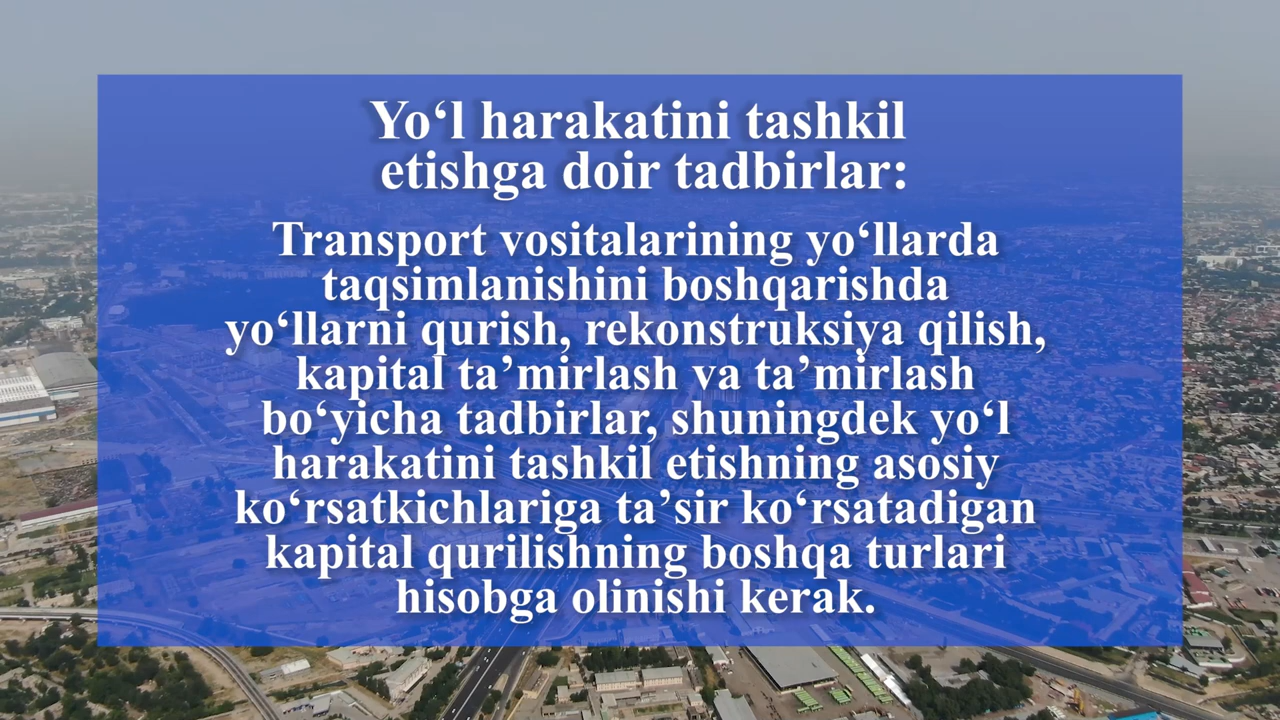 Yo‘l harakatini tashkil
etishga doir tadbirlar:
Transport vositalarining yo‘llarda
taqsimlanishini boshqarishda
yo‘llarni qurish, rekonstruksiya qilish,
kapital ta’mirlash va ta’mirlash
bo‘yicha tadbirlar, shuningdek yo‘l
harakatini tashkil etishning asosiy
ko‘rsatkichlariga ta’sir ko‘rsatadigan
kapital qurilishning boshqa turlari
hisobga olinishi kerak.